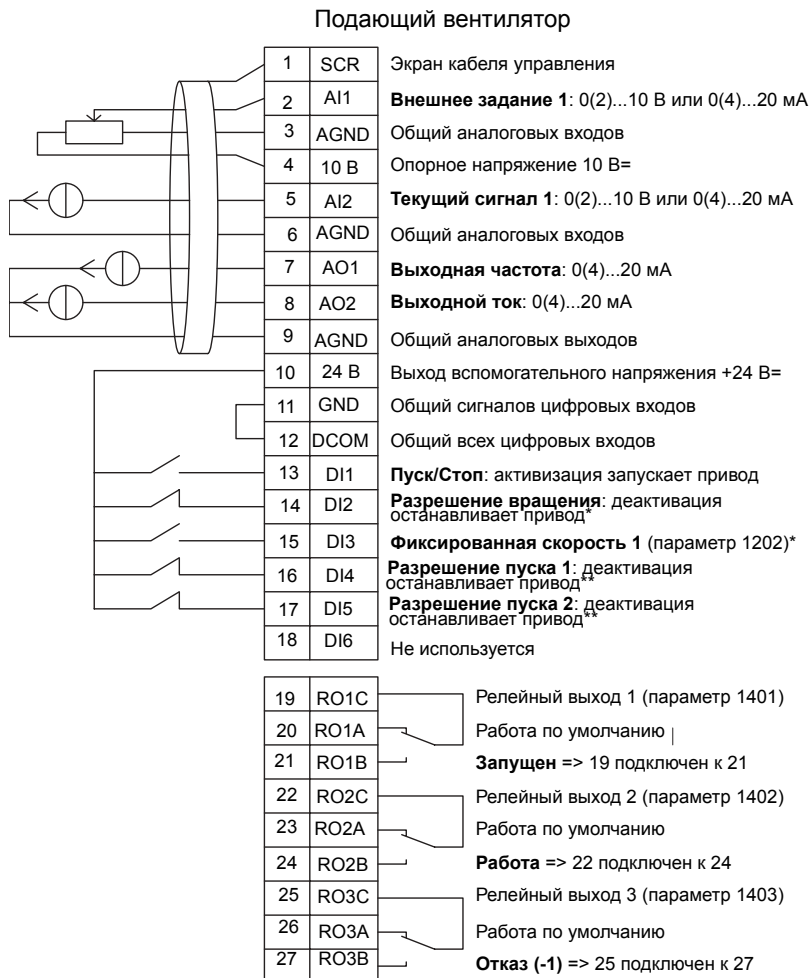 Подающий вентилятор
1 SCR Экран кабеля управления
2 AI1 Внешнее задание 1: 0(2)...10 В или 0(4)...20 мА
3 AGND Общий аналоговых входов
4 10 В Опорное напряжение 10 В=
5 AI2 Текущий сигнал 1: 0(2)...10 В или 0(4)...20 мА
6 AGND Общий аналоговых входов
7 AO1 Выходная частота: 0(4)...20 мА
8 AO2 Выходной ток: 0(4)...20 мА
9 AGND Общий аналоговых выходов
10 24 В Выход вспомогательного напряжения +24 В=
11 GND Общий сигналов цифровых входов
12 DCOM Общий всех цифровых входов
13 DI1 Пуск/Стоп: активизация запускает привод
14 DI2 Разрешение вращения: деактивация
останавливает привод*
15 DI3 Фиксированная скорость 1 (параметр 1202)*
16 DI4 Разрешение пуска 1: деактивация
останавливает привод**
17 DI5 Разрешение пуска 2: деактивация
останавливает привод**
18 DI6 Не используется
19 RO1C Релейный выход 1 (параметр 1401)
20 RO1A Работа по умолчанию
21 RO1B Запущен => 19 подключен к 21
22 RO2C Релейный выход 2 (параметр 1402)
23 RO2A Работа по умолчанию
24 RO2B Работа => 22 подключен к 24
25 RO3C Релейный выход 3 (параметр 1403)
26 RO3A Работа по умолчанию
27 RO3B Отказ (-1) => 25 подключен к 27